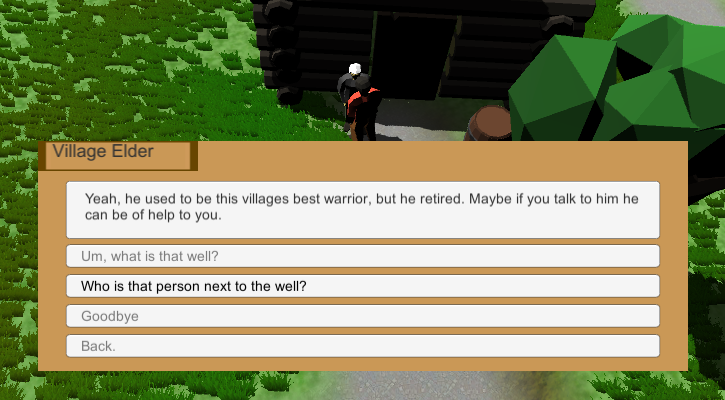 Village Elder
Yeah, he used to be this villages best warrior, but he retired. Maybe if you talk to him he
can be of help to you.
Um, what is that well?
Who is that person next to the well?
Goodbye
Back.